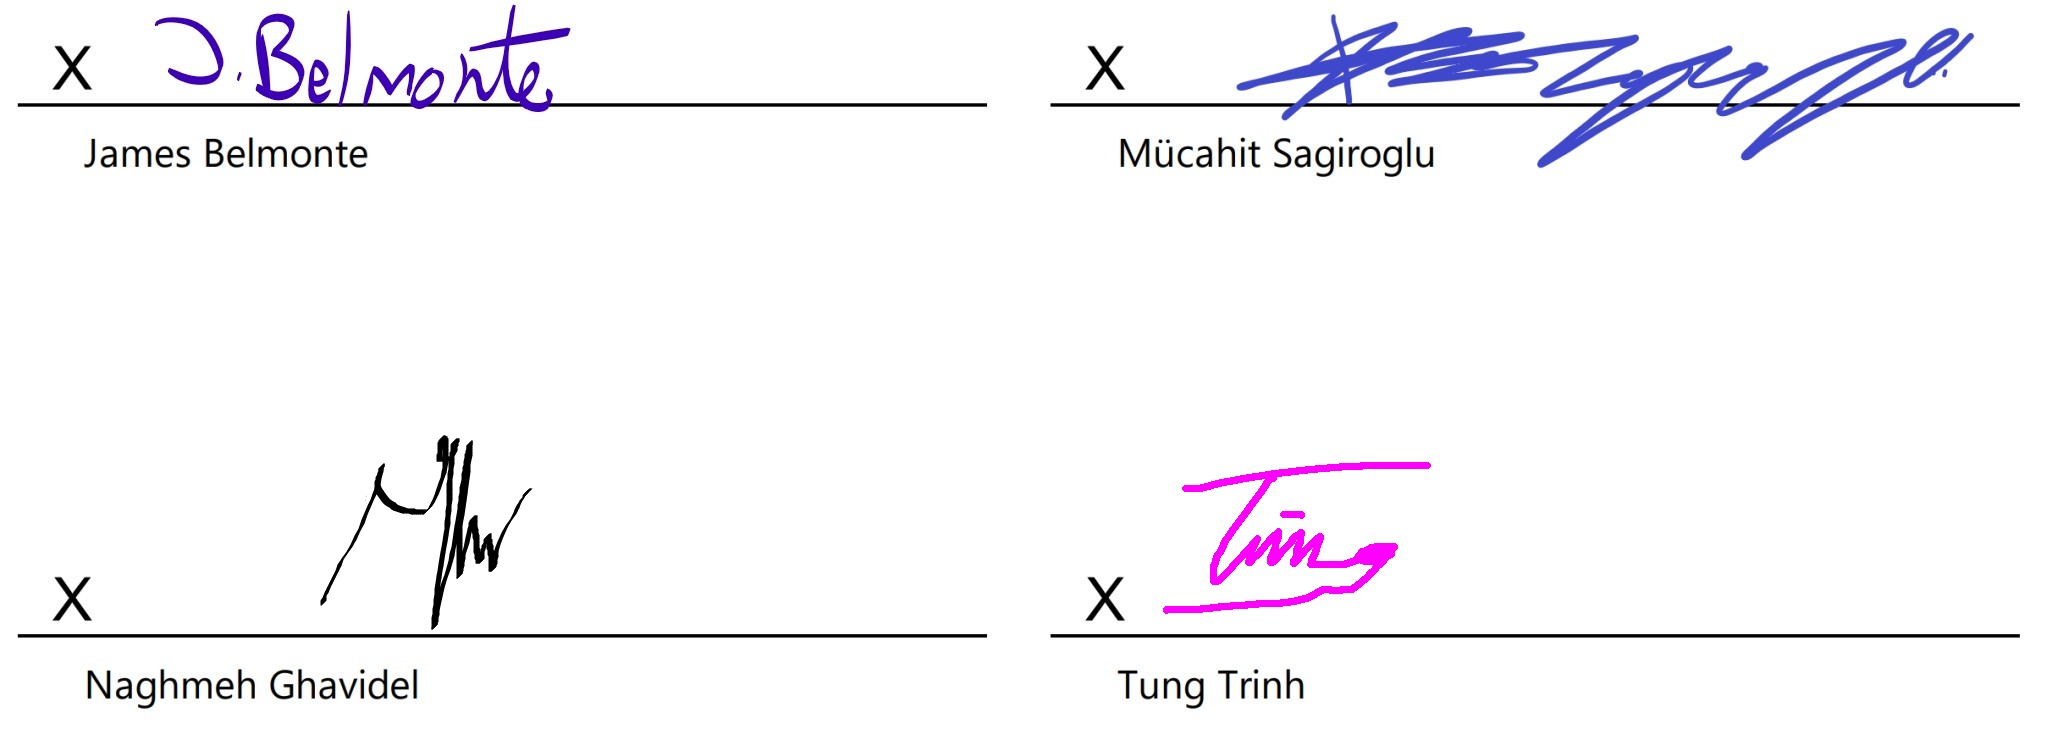 X J. Belmonte
James Belmonte
X
Mücahit Sagiroglu
X
Naghmeh Ghavidel
X Tung
Tung Trinh